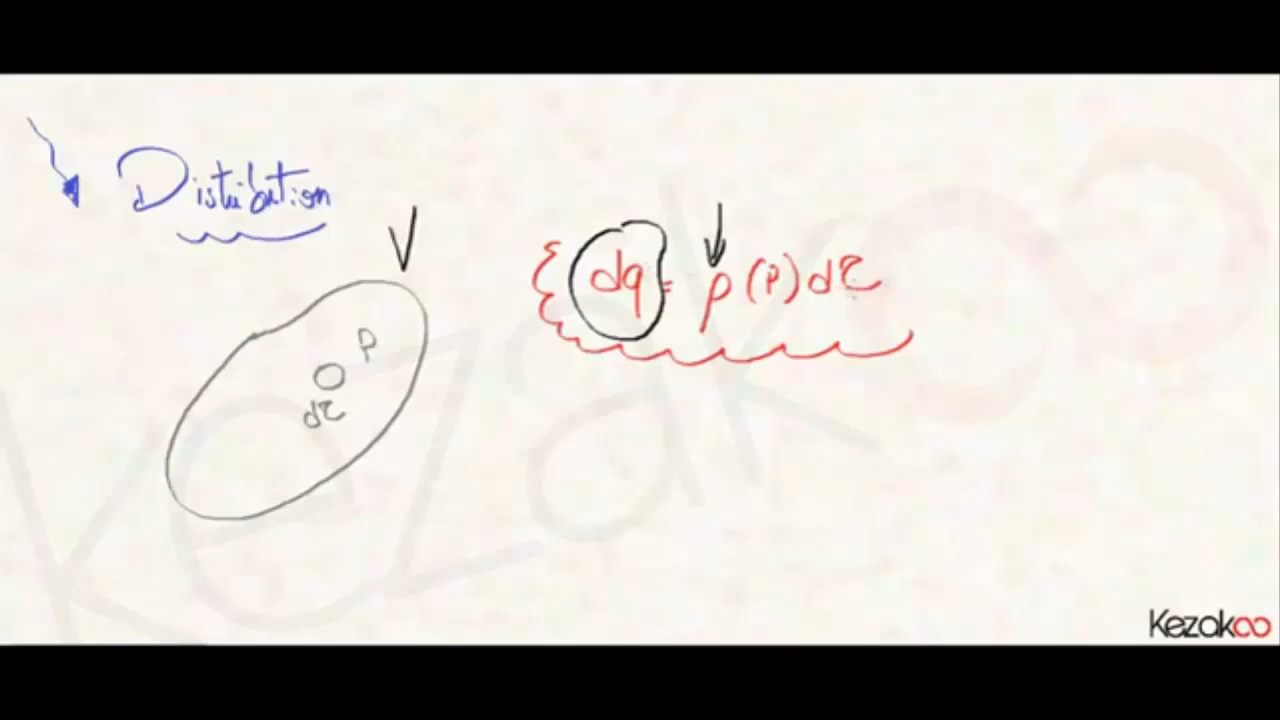 Distribution
V
dq = ρ(P)dτ
P
dτ
Kezakoo